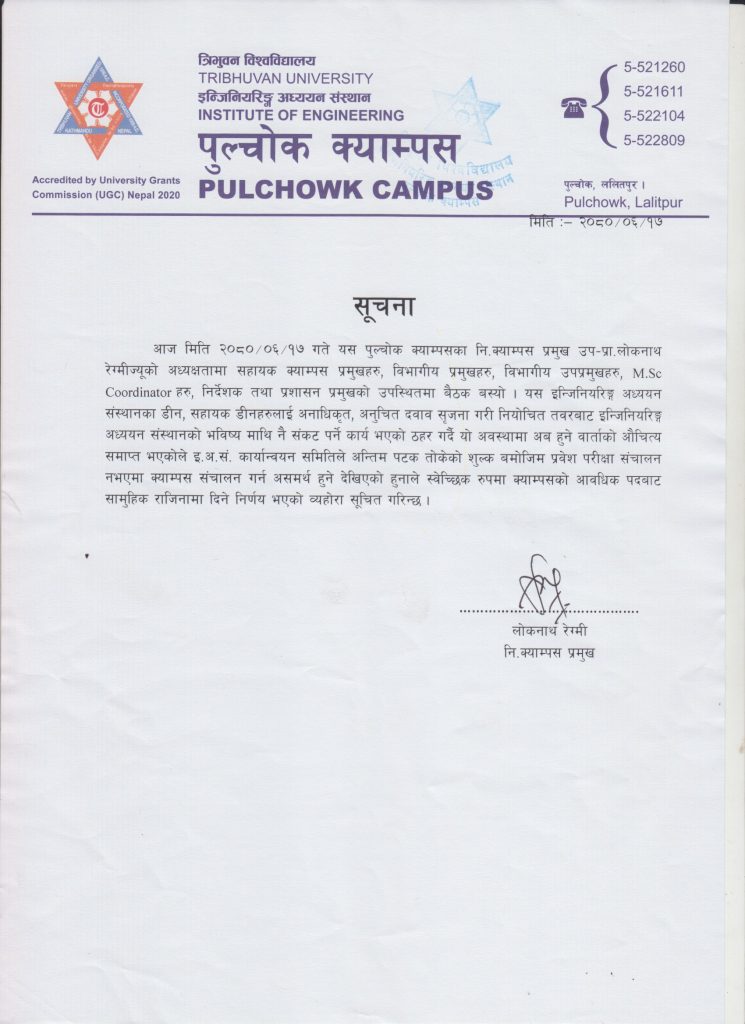 त्रिभुवन विश्वविद्यालय
TRIBHUVAN UNIVERSITY
इन्जिनियरिङ्ग अध्ययन संस्थान
INSTITUTE OF ENGINEERING
पुल्चोक क्याम्पस
PULCHOWK CAMPUS
Accredited by University Grants
Commission (UGC) Nepal 2020
5-521260
5-521611
5-522104
5-522809
पुल्चोक, ललितपुर ।
Pulchowk, Lalitpur
मिति :– २०८०/०६/१७
सूचना
आज मिति २०८०/०६/१७ गते यस पुल्चोक क्याम्पसका नि.क्याम्पस प्रमुख उप-प्रा.लोकनाथ
रेग्मीज्यूको अध्यक्षतामा सहायक क्याम्पस प्रमुखहरु, विभागीय प्रमुखहरु, विभागीय उपप्रमुखहरु, M.Sc
Coordinator हरु, निर्देशक तथा प्रशासन प्रमुखको उपस्थितमा बैठक बस्यो । यस इन्जिनियरिङ्ग अध्ययन
संस्थानका डीन, सहायक डीनहरुलाई अनाधिकृत, अनुचित दवाव सृजना गरी नियोचित तवरबाट इन्जिनियरिङ्ग
अध्ययन संस्थानको भविष्य माथि नै संकट पर्ने कार्य भएको ठहर गर्दै यो अवस्थामा अब हुने वार्ताको औचित्य
समाप्त भएकोले इ.अ.सं. कार्यान्वयन समितिले अन्तिम पटक तोकेको शुल्क बमोजिम प्रवेश परीक्षा संचालन
नभएमा क्याम्पस संचालन गर्न असमर्थ हुने देखिएको हुनाले स्वेच्छिक रुपमा क्याम्पसको आवधिक पदबाट
सामुहिक राजिनामा दिने निर्णय भएको व्यहोरा सूचित गरिन्छ ।
लोकनाथ रेग्मी
नि.क्याम्पस प्रमुख